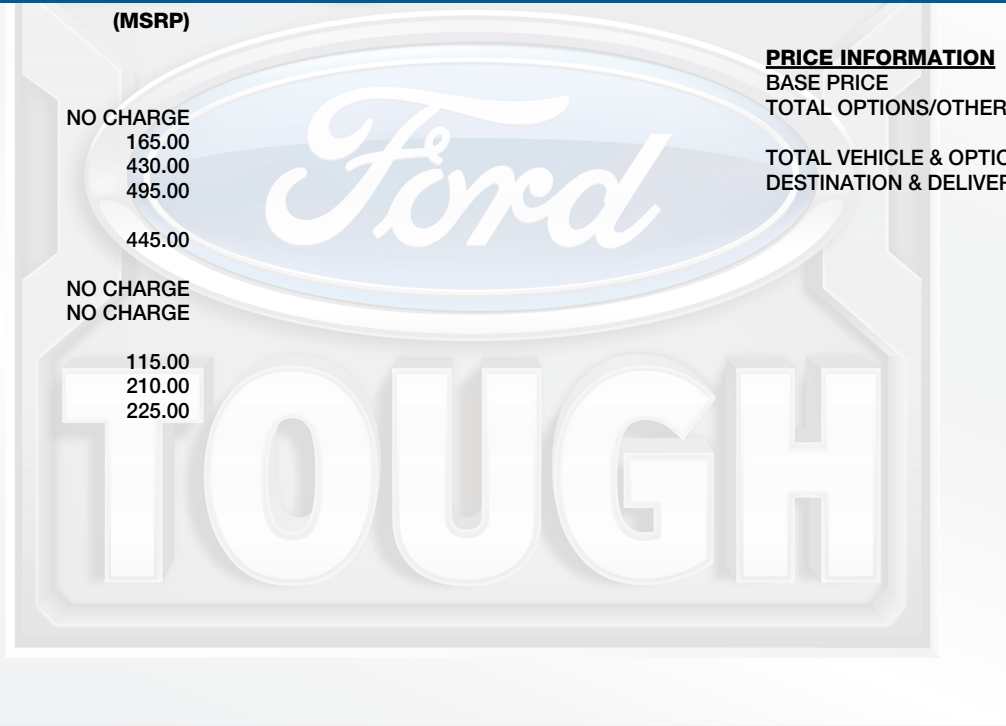 (MSRP)
NO CHARGE
165.00
430.00
495.00
445.00
NO CHARGE
NO CHARGE
115.00
210.00
225.00
PRICE INFORMATION
BASE PRICE
TOTAL OPTIONS/OTHER
TOTAL VEHICLE & OPTIO
DESTINATION & DELIVER
Ford
TOUGH